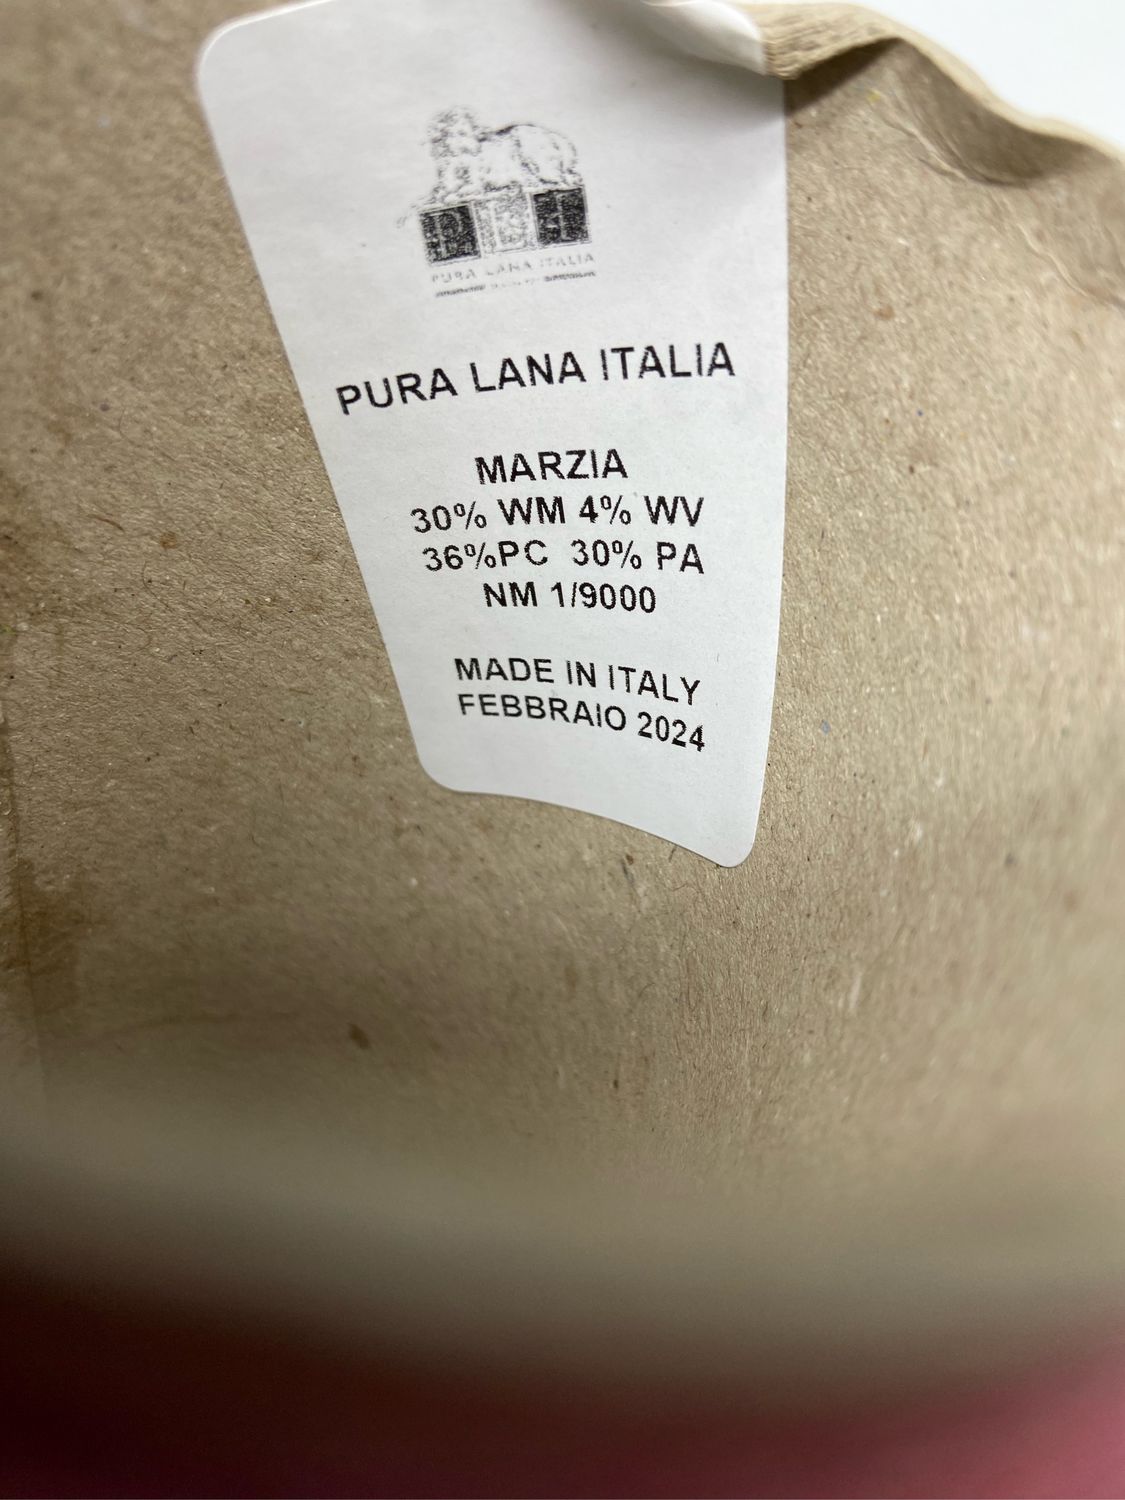 PURA LANA ITALIA
PURA LANA ITALIA
MARZIA
30% WM 4% WV
36%PC 30% PA
NM 1/9000
MADE IN ITALY
FEBBRAIO 2024